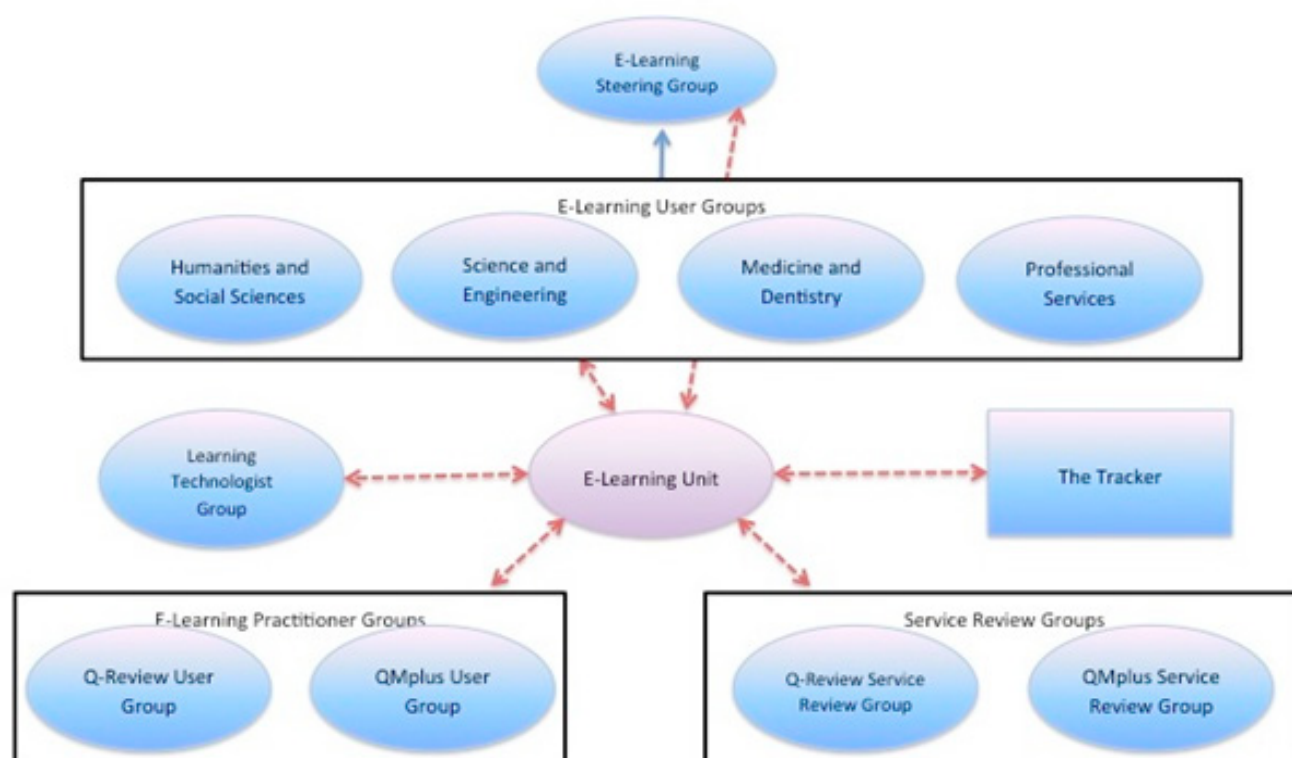 E-Learning
Steering Group
E-Learning User Groups
Humanities and
Social Sciences
Science and
Engineering
Medicine and
Dentistry
Professional
Services
Learning
Technologist
Group
E-Learning Unit
The Tracker
E-Learning Practitioner Groups
Q-Review User
Group
QMplus User
Group
Service Review Groups
Q-Review Service
Review Group
QMplus Service
Review Group